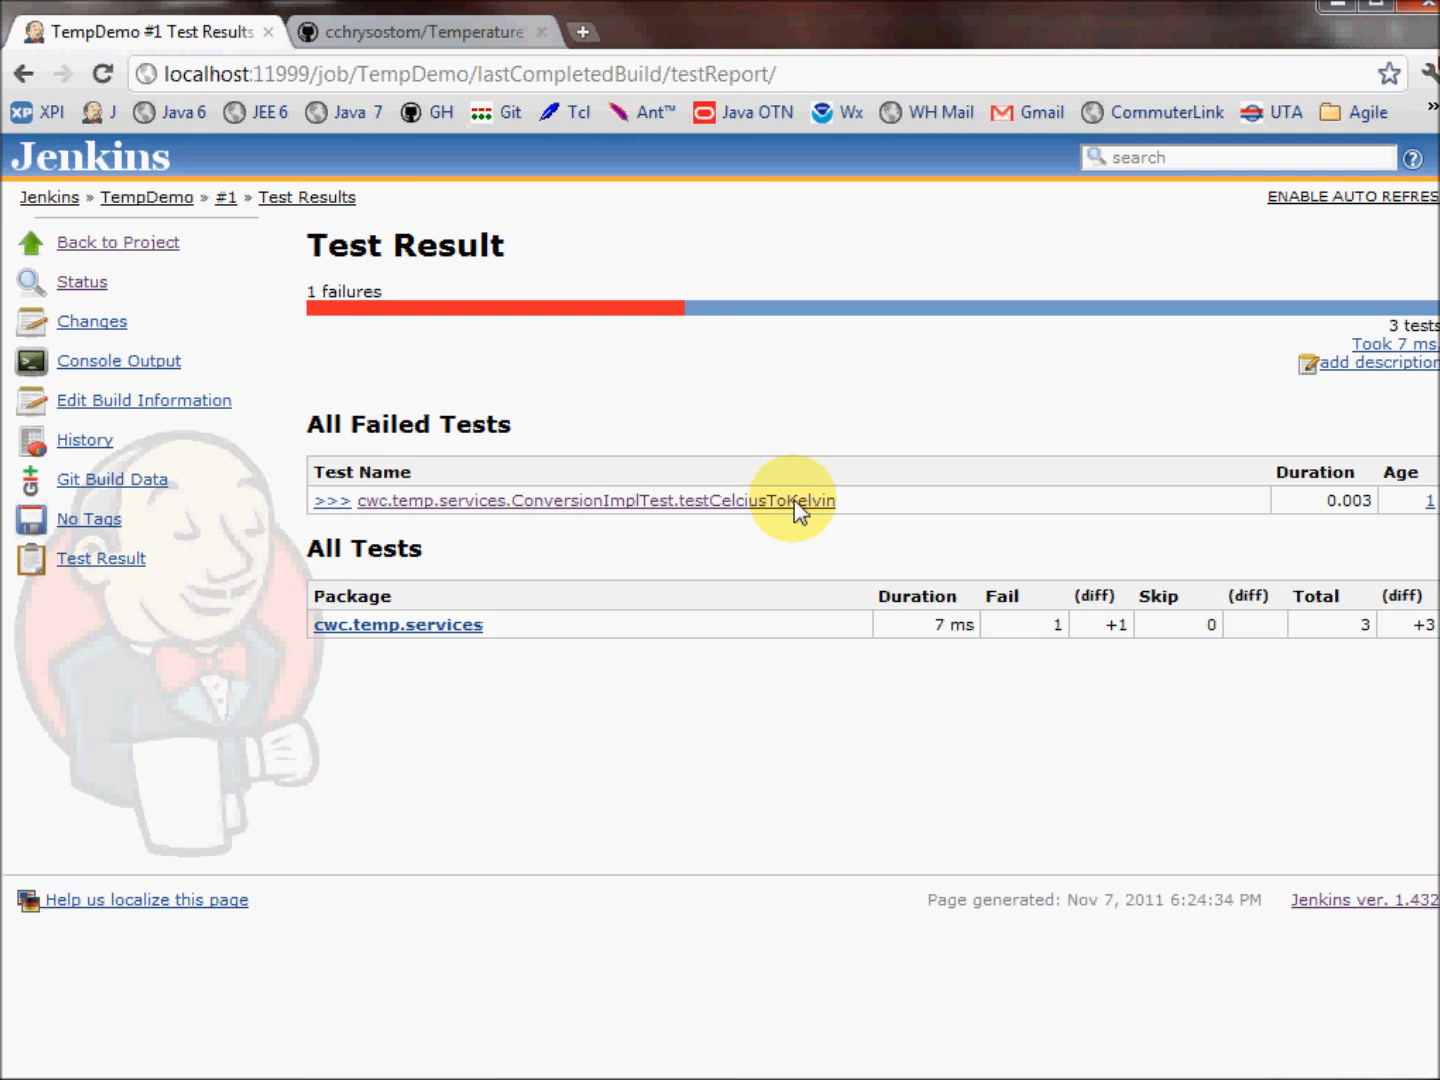 TempDemo #1 Test Results
cchrysostom/Temperature
localhost:11999/job/TempDemo/lastCompletedBuild/testReport/
XP XPI J Java 6 JEE 6 Java 7 GH Git Tcl Ant™ Java OTN Wx WH Mail Gmail CommuterLink UTA Agile »
Jenkins
search
Jenkins » TempDemo » #1 » Test Results
ENABLE AUTO REFRES
Back to Project
Status
Changes
Console Output
Edit Build Information
History
Git Build Data
No Tags
Test Result
Test Result
1 failures
3 tests
Took 7 ms.
add description
All Failed Tests
Test Name Duration Age
>>> cwc.temp.services.ConversionImplTest.testCelciusToKelvin 0.003 1
All Tests
Package Duration Fail (diff) Skip (diff) Total (diff)
cwc.temp.services 7 ms 1 +1 0 3 +3
Help us localize this page
Page generated: Nov 7, 2011 6:24:34 PM
Jenkins ver. 1.432